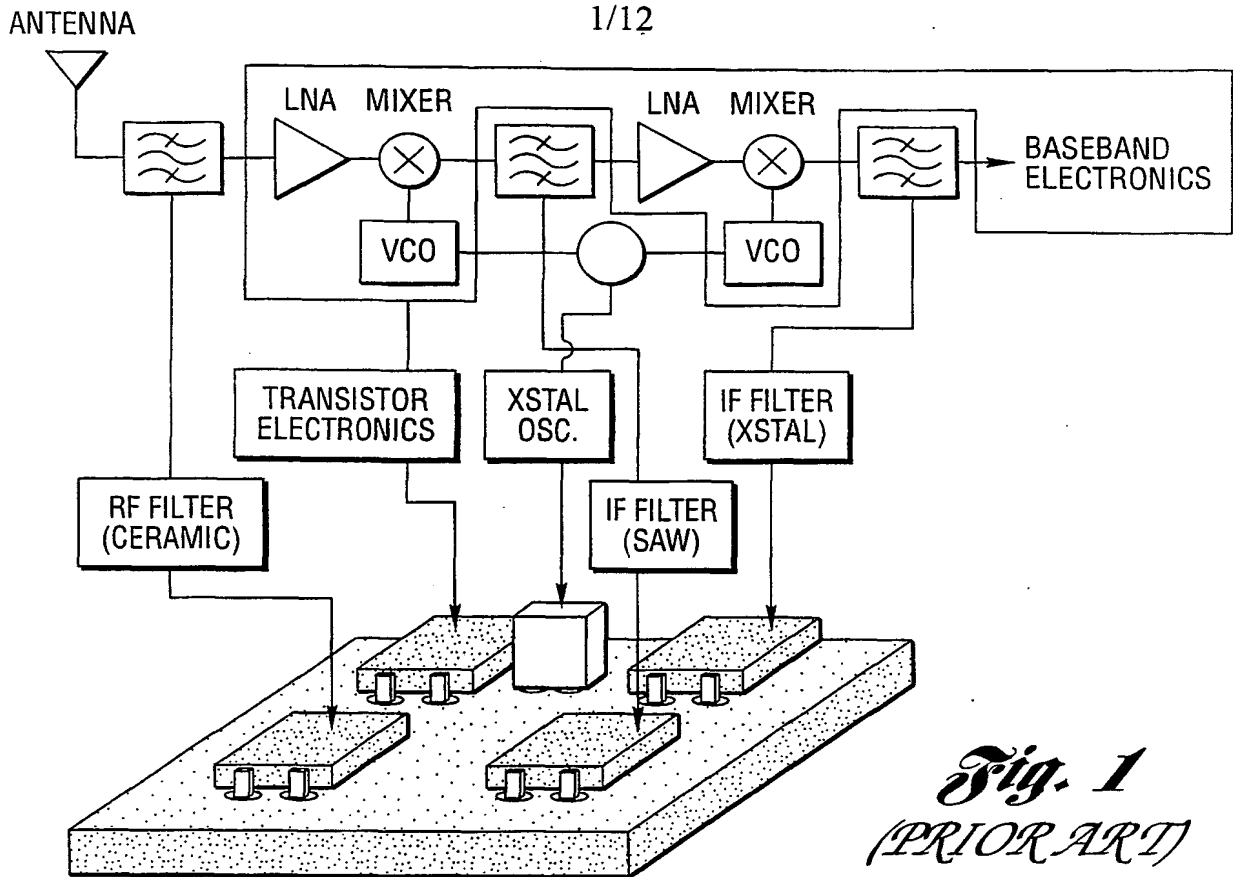 1/12
ANTENNA
LNA
MIXER
LNA
MIXER
BASEBAND
ELECTRONICS
VCO
VCO
TRANSISTOR
ELECTRONICS
XSTAL
OSC.
IF FILTER
(XSTAL)
RF FILTER
(CERAMIC)
IF FILTER
(SAW)
Fig. 1
(PRIOR ART)